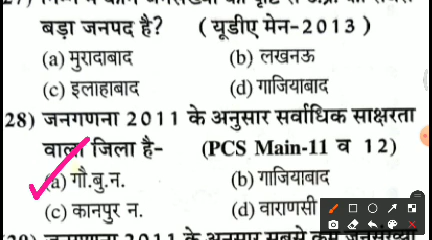 बड़ा जनपद है? (यूडीए मेन-2013)
(a) मुरादाबाद (b) लखनऊ
(c) इलाहाबाद (d) गाजियाबाद
28) जनगणना 2011 के अनुसार सर्वाधिक साक्षरता
वाला जिला है- (PCS Main-11 व 12)
(a) गौ.बु.न. (b) गाजियाबाद
(c) कानपुर न. (d) वाराणसी